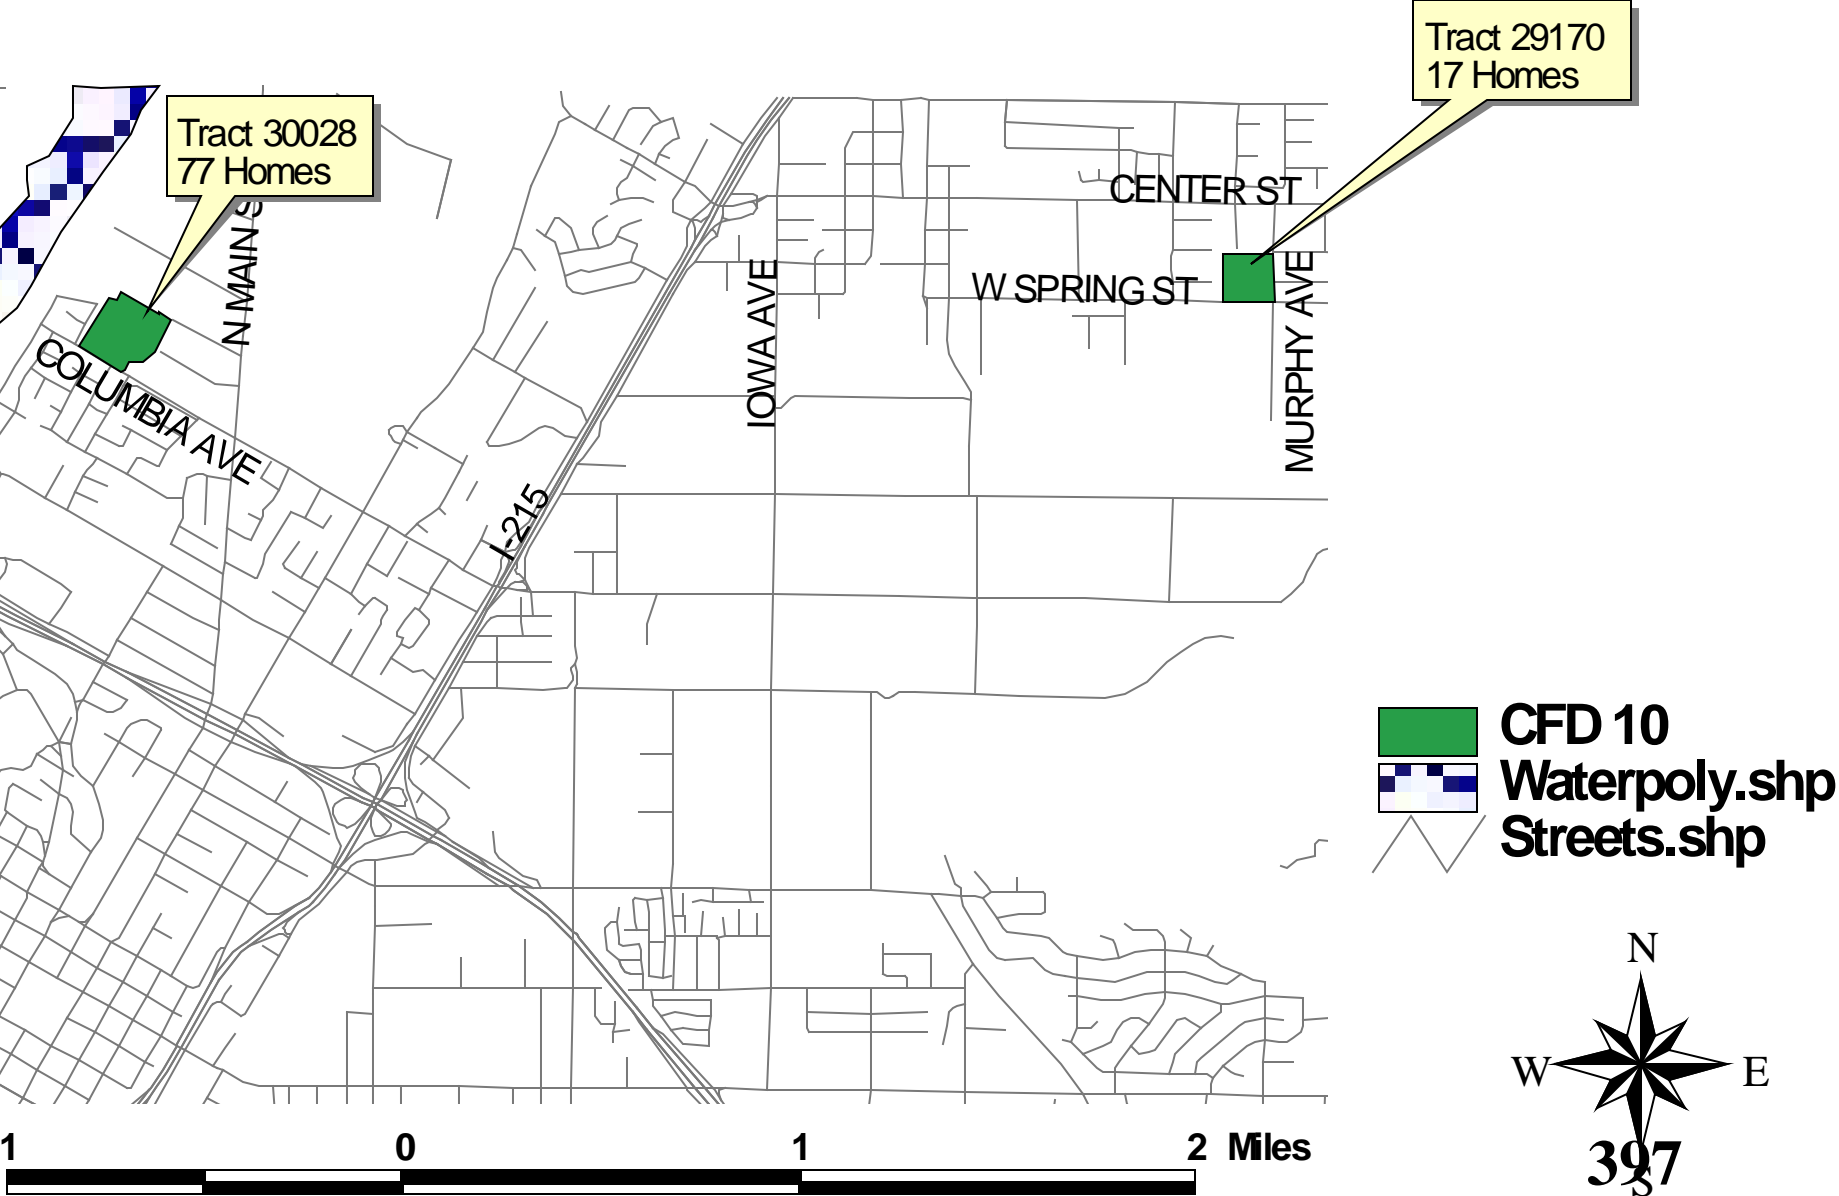 Tract 29170
17 Homes
Tract 30028
77 Homes
CENTER ST
N MAIN S
W SPRING ST
IOWA AVE
MURPHY AVE
COLUMBIA AVE
I-215
CFD 10
Waterpoly.shp
Streets.shp
N
W
E
S
1 0 1 2 Miles
397